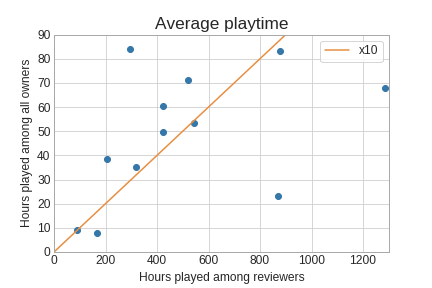 Average playtime
x10
Hours played among all owners
90
80
70
60
50
40
30
20
10
0
0 200 400 600 800 1000 1200
Hours played among reviewers